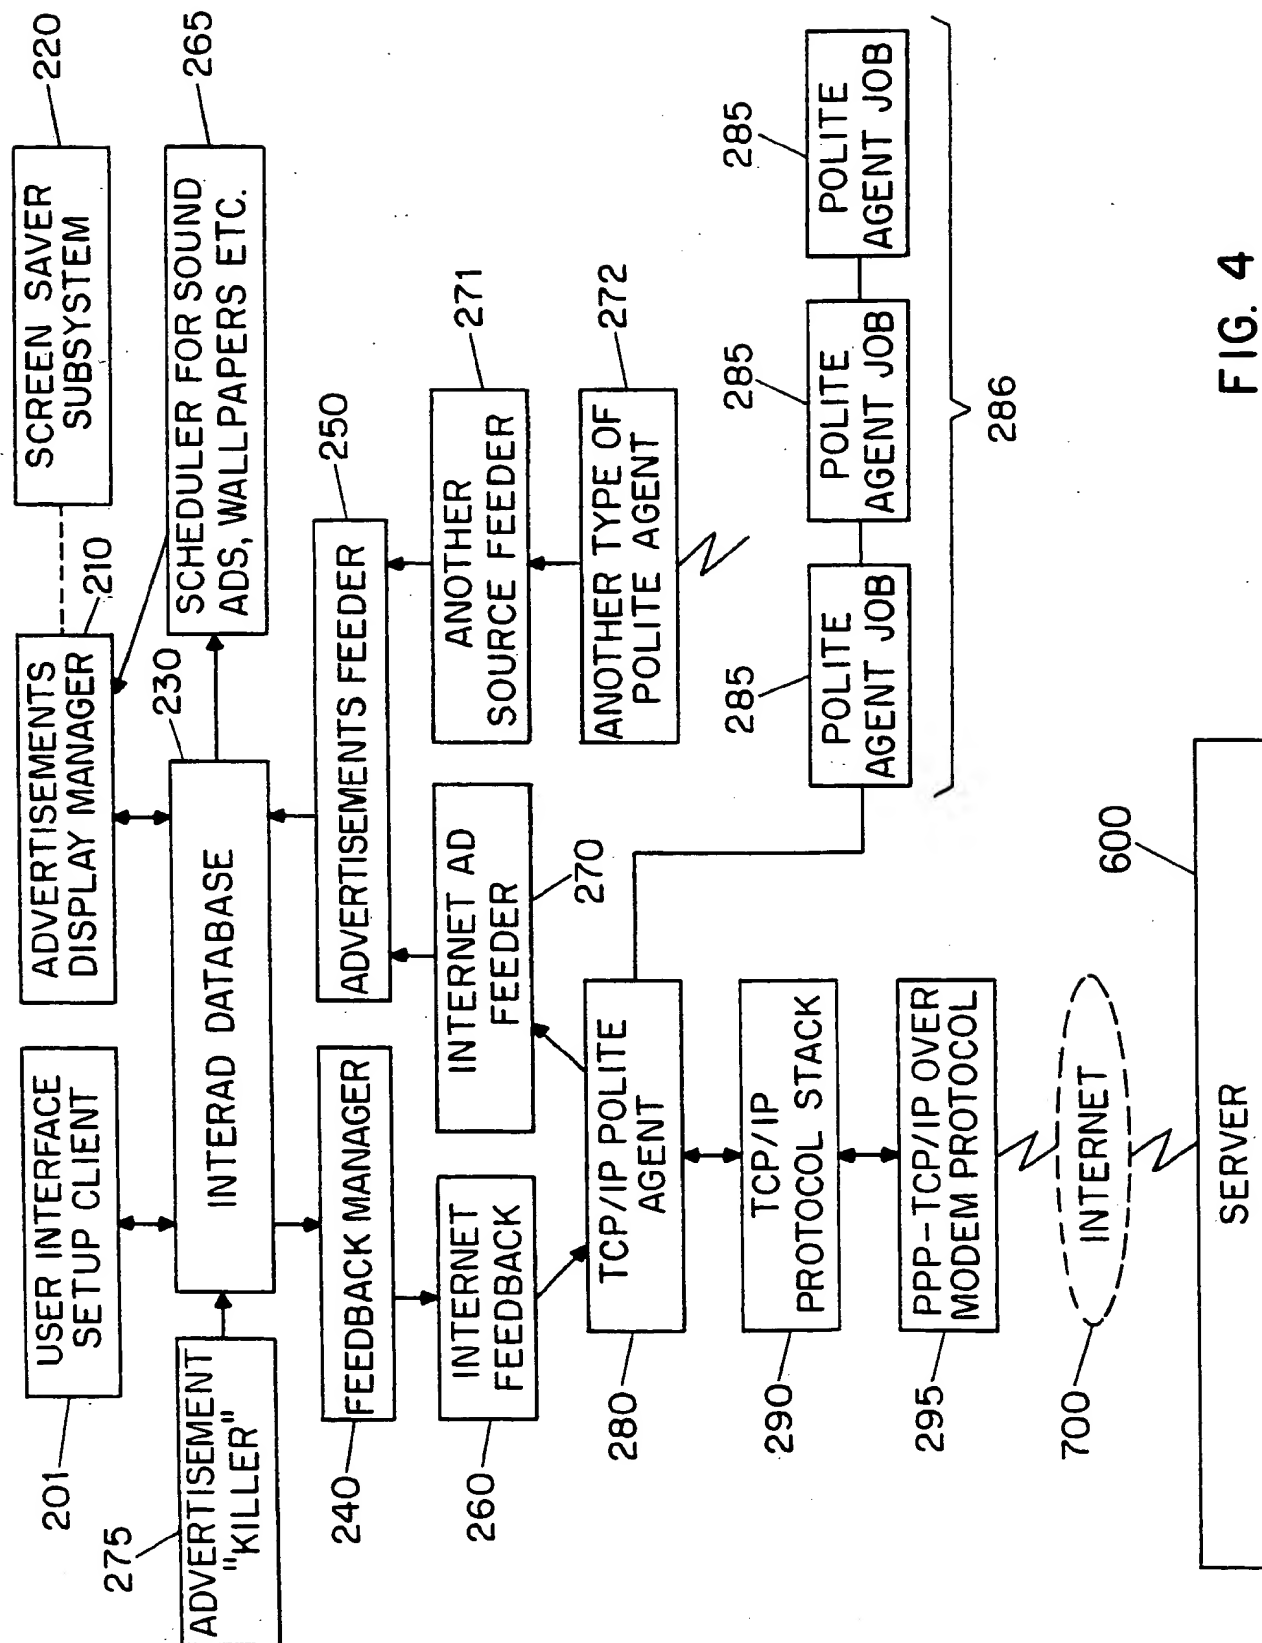 220
SCREEN SAVER
SUBSYSTEM
265
SCHEDULER FOR SOUND
ADS, WALLPAPERS ETC.
210
ADVERTISEMENTS
DISPLAY MANAGER
230
INTERAD DATABASE
USER INTERFACE
SETUP CLIENT
201
275
ADVERTISEMENT
"KILLER"
250
ADVERTISEMENTS FEEDER
FEEDBACK MANAGER
240
271
ANOTHER
SOURCE FEEDER
INTERNET AD
FEEDER
270
INTERNET
FEEDBACK
260
272
ANOTHER TYPE OF
POLITE AGENT
TCP/IP POLITE
AGENT
280
285
POLITE
AGENT JOB
285
POLITE
AGENT JOB
285
POLITE
AGENT JOB
286
TCP/IP
PROTOCOL STACK
290
PPP-TCP/IP OVER
MODEM PROTOCOL
295
INTERNET
700
600
SERVER
FIG. 4